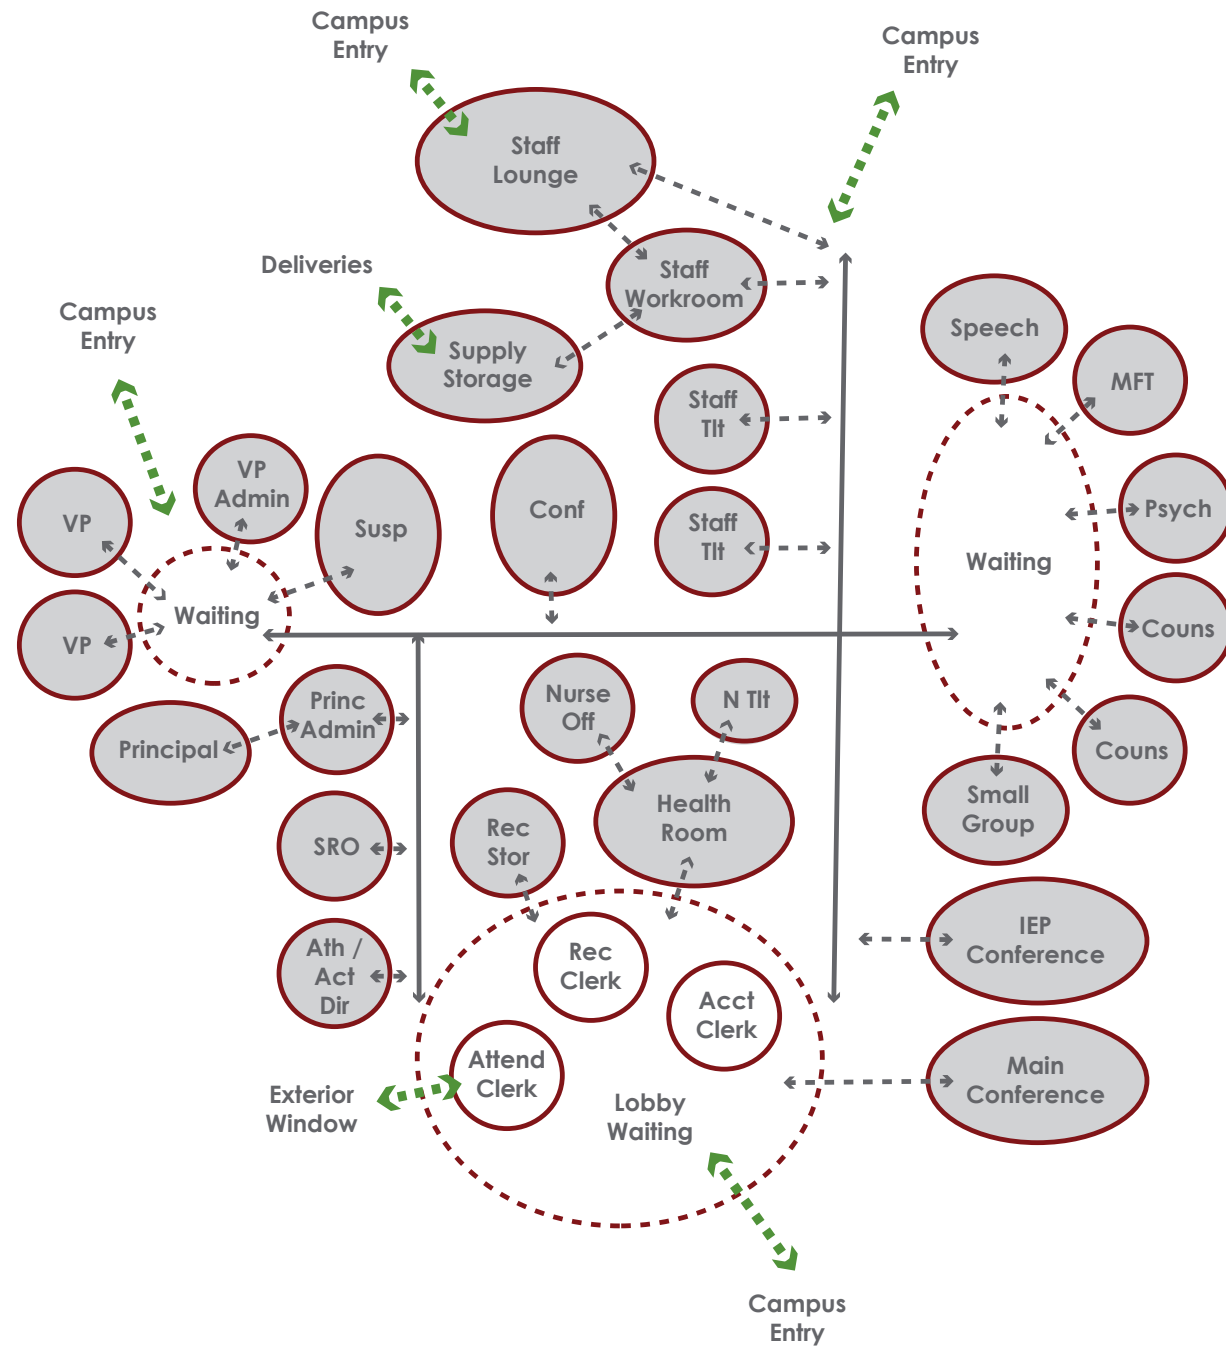 Campus
Entry
Campus
Entry
Staff
Lounge
Deliveries
Staff
Workroom
Campus
Entry
Supply
Storage
Speech
MFT
Staff
Tlt
VP
Admin
VP
Susp
Conf
Staff
Tlt
Psych
Waiting
Waiting
VP
Couns
Princ
Admin
Principal
Nurse
Off
N Tlt
Couns
Small
Group
SRO
Rec
Stor
Health
Room
IEP
Conference
Ath /
Act
Dir
Rec
Clerk
Acct
Clerk
Attend
Clerk
Main
Conference
Exterior
Window
Lobby
Waiting
Campus
Entry